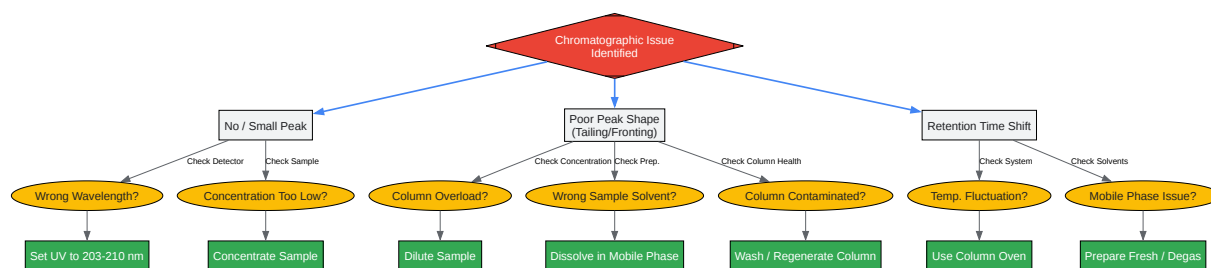 Chromatographic Issue
Identified
No / Small Peak
Poor Peak Shape
(Tailing/Fronting)
Retention Time Shift
Check Detector
Check Sample
Check Concentration
Check Prep.
Check Column Health
Check System
Check Solvents
Wrong Wavelength?
Concentration Too Low?
Column Overload?
Wrong Sample Solvent?
Column Contaminated?
Temp. Fluctuation?
Mobile Phase Issue?
Set UV to 203-210 nm
Concentrate Sample
Dilute Sample
Dissolve in Mobile Phase
Wash / Regenerate Column
Use Column Oven
Prepare Fresh / Degas